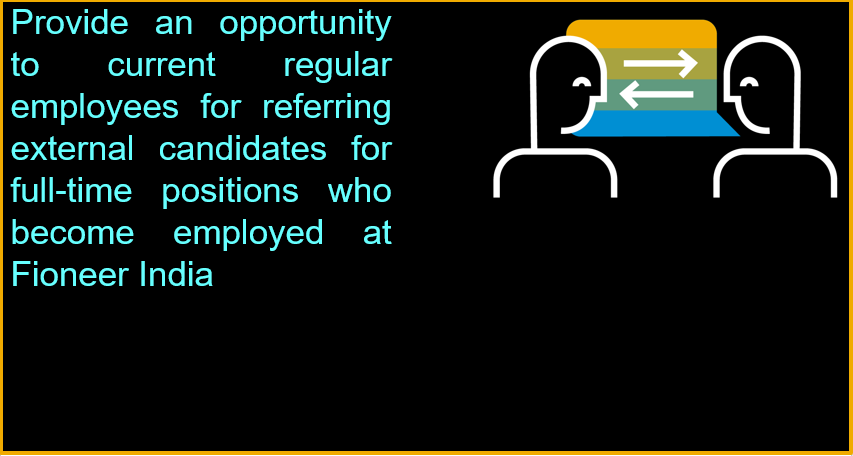 Provide an opportunity
to current regular
employees for referring
external candidates for
full-time positions who
become employed at
Fioneer India